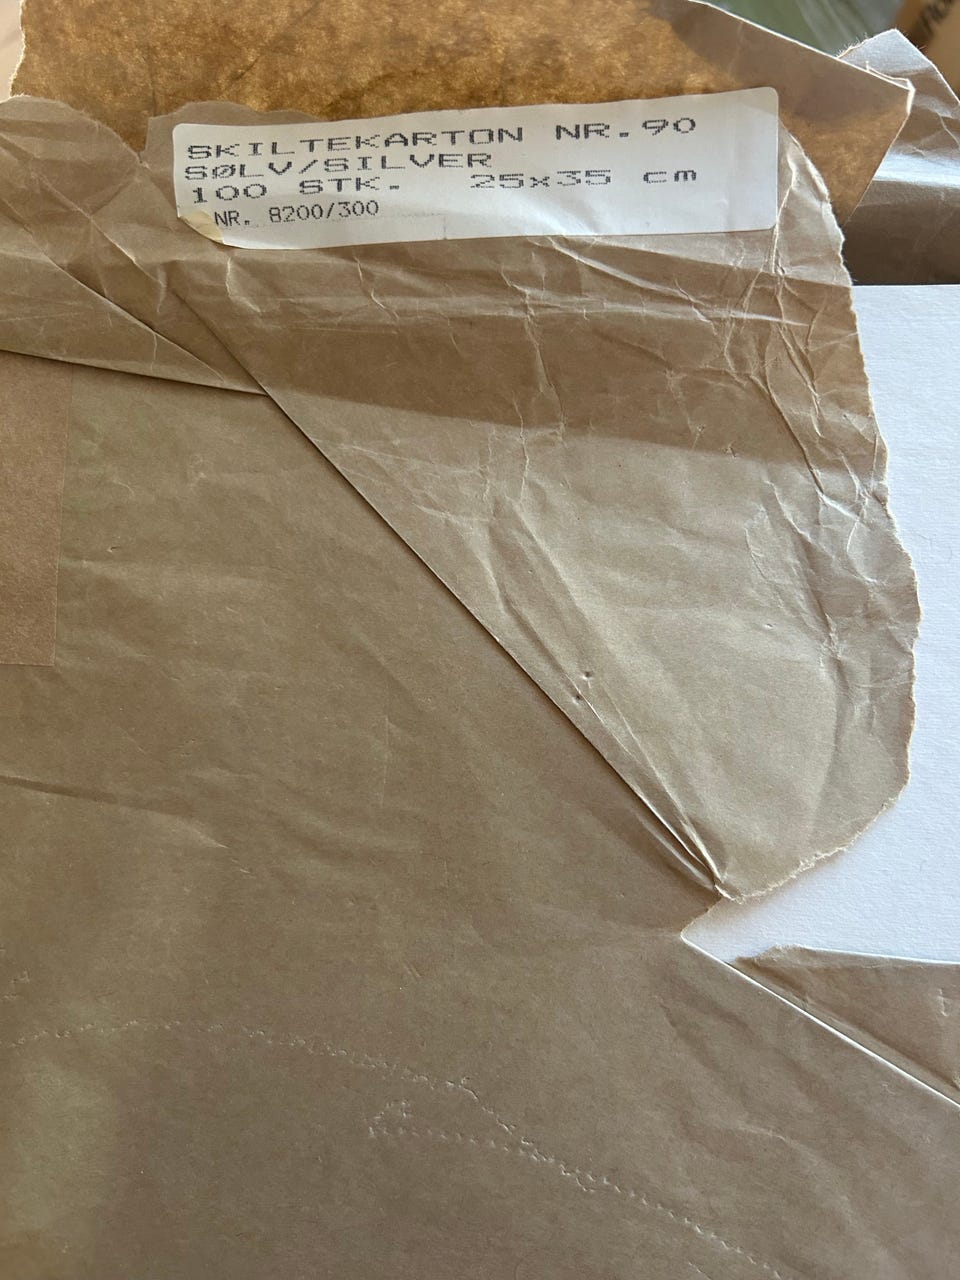 SKILTEKARTON NR.90
SØLV/SILVER
100 STK. 25x35 cm
NR. 8200/300